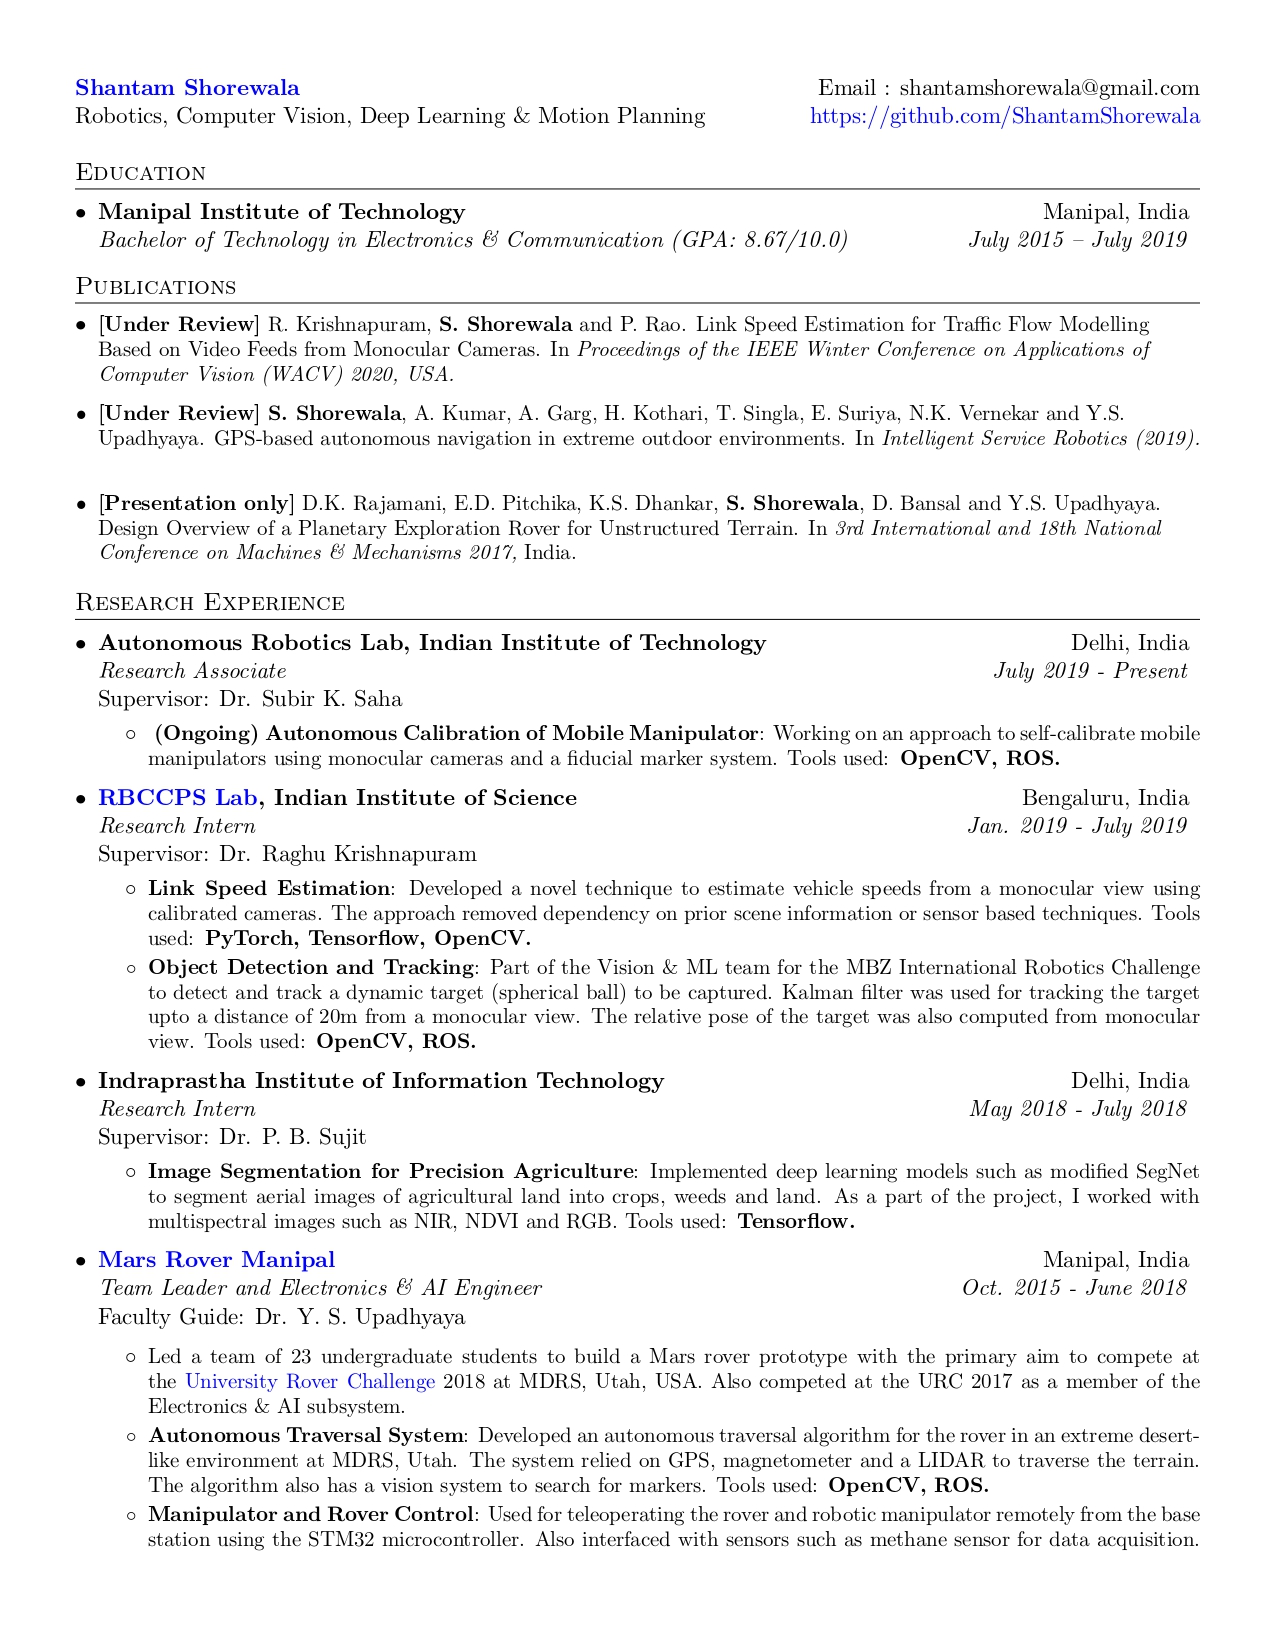 Shantam Shorewala Email : shantamshorewala@gmail.com
Robotics, Computer Vision, Deep Learning & Motion Planning https://github.com/ShantamShorewala
Education
• Manipal Institute of Technology Manipal, India
Bachelor of Technology in Electronics & Communication (GPA: 8.67/10.0) July 2015 – July 2019
Publications
• [Under Review] R. Krishnapuram, S. Shorewala and P. Rao. Link Speed Estimation for Traffic Flow Modelling
Based on Video Feeds from Monocular Cameras. In Proceedings of the IEEE Winter Conference on Applications of
Computer Vision (WACV) 2020, USA.
• [Under Review] S. Shorewala, A. Kumar, A. Garg, H. Kothari, T. Singla, E. Suriya, N.K. Vernekar and Y.S.
Upadhyaya. GPS-based autonomous navigation in extreme outdoor environments. In Intelligent Service Robotics (2019).
• [Presentation only] D.K. Rajamani, E.D. Pitchika, K.S. Dhankar, S. Shorewala, D. Bansal and Y.S. Upadhyaya.
Design Overview of a Planetary Exploration Rover for Unstructured Terrain. In 3rd International and 18th National
Conference on Machines & Mechanisms 2017, India.
Research Experience
• Autonomous Robotics Lab, Indian Institute of Technology Delhi, India
Research Associate July 2019 - Present
Supervisor: Dr. Subir K. Saha
○ (Ongoing) Autonomous Calibration of Mobile Manipulator: Working on an approach to self-calibrate mobile
manipulators using monocular cameras and a fiducial marker system. Tools used: OpenCV, ROS.
• RBCCPS Lab, Indian Institute of Science Bengaluru, India
Research Intern Jan. 2019 - July 2019
Supervisor: Dr. Raghu Krishnapuram
○ Link Speed Estimation: Developed a novel technique to estimate vehicle speeds from a monocular view using
calibrated cameras. The approach removed dependency on prior scene information or sensor based techniques. Tools
used: PyTorch, Tensorflow, OpenCV.
○ Object Detection and Tracking: Part of the Vision & ML team for the MBZ International Robotics Challenge
to detect and track a dynamic target (spherical ball) to be captured. Kalman filter was used for tracking the target
upto a distance of 20m from a monocular view. The relative pose of the target was also computed from monocular
view. Tools used: OpenCV, ROS.
• Indraprastha Institute of Information Technology Delhi, India
Research Intern May 2018 - July 2018
Supervisor: Dr. P. B. Sujit
○ Image Segmentation for Precision Agriculture: Implemented deep learning models such as modified SegNet
to segment aerial images of agricultural land into crops, weeds and land. As a part of the project, I worked with
multispectral images such as NIR, NDVI and RGB. Tools used: Tensorflow.
• Mars Rover Manipal Manipal, India
Team Leader and Electronics & AI Engineer Oct. 2015 - June 2018
Faculty Guide: Dr. Y. S. Upadhyaya
○ Led a team of 23 undergraduate students to build a Mars rover prototype with the primary aim to compete at
the University Rover Challenge 2018 at MDRS, Utah, USA. Also competed at the URC 2017 as a member of the
Electronics & AI subsystem.
○ Autonomous Traversal System: Developed an autonomous traversal algorithm for the rover in an extreme desert-
like environment at MDRS, Utah. The system relied on GPS, magnetometer and a LIDAR to traverse the terrain.
The algorithm also has a vision system to search for markers. Tools used: OpenCV, ROS.
○ Manipulator and Rover Control: Used for teleoperating the rover and robotic manipulator remotely from the base
station using the STM32 microcontroller. Also interfaced with sensors such as methane sensor for data acquisition.